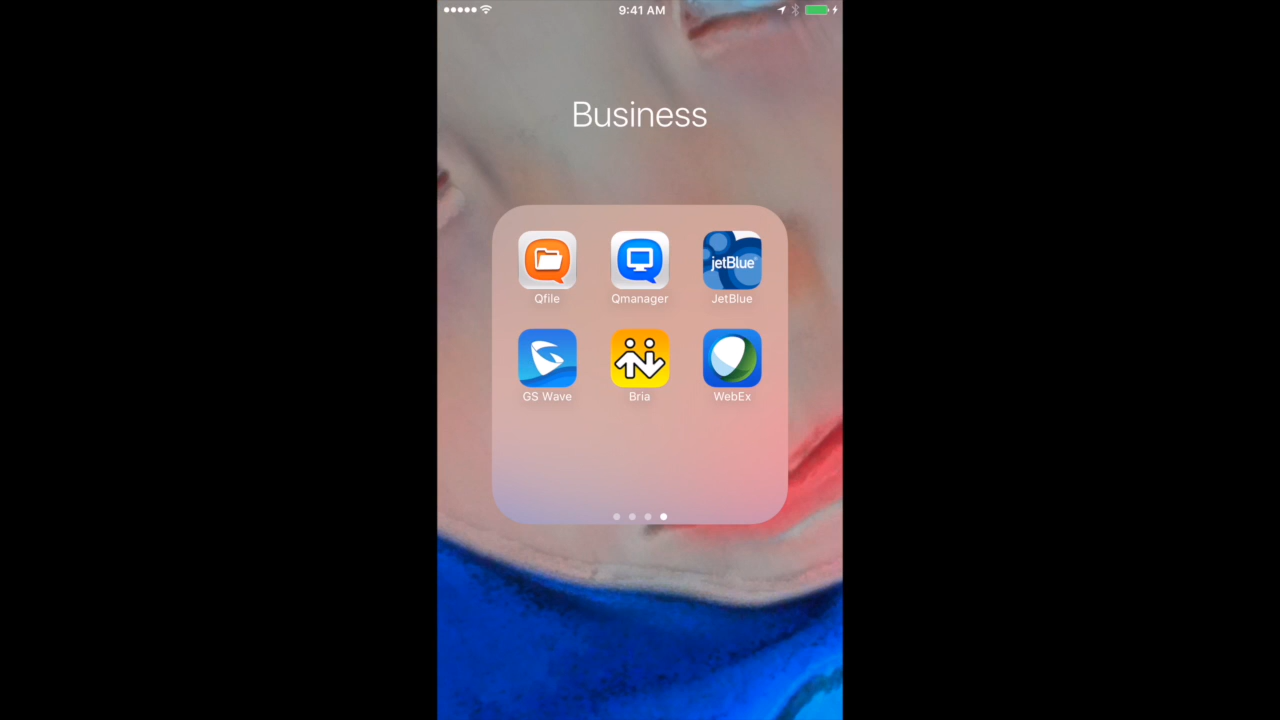 9:41 AM
Business
jetBlue
Qfile
Qmanager
JetBlue
GS Wave
Bria
WebEx